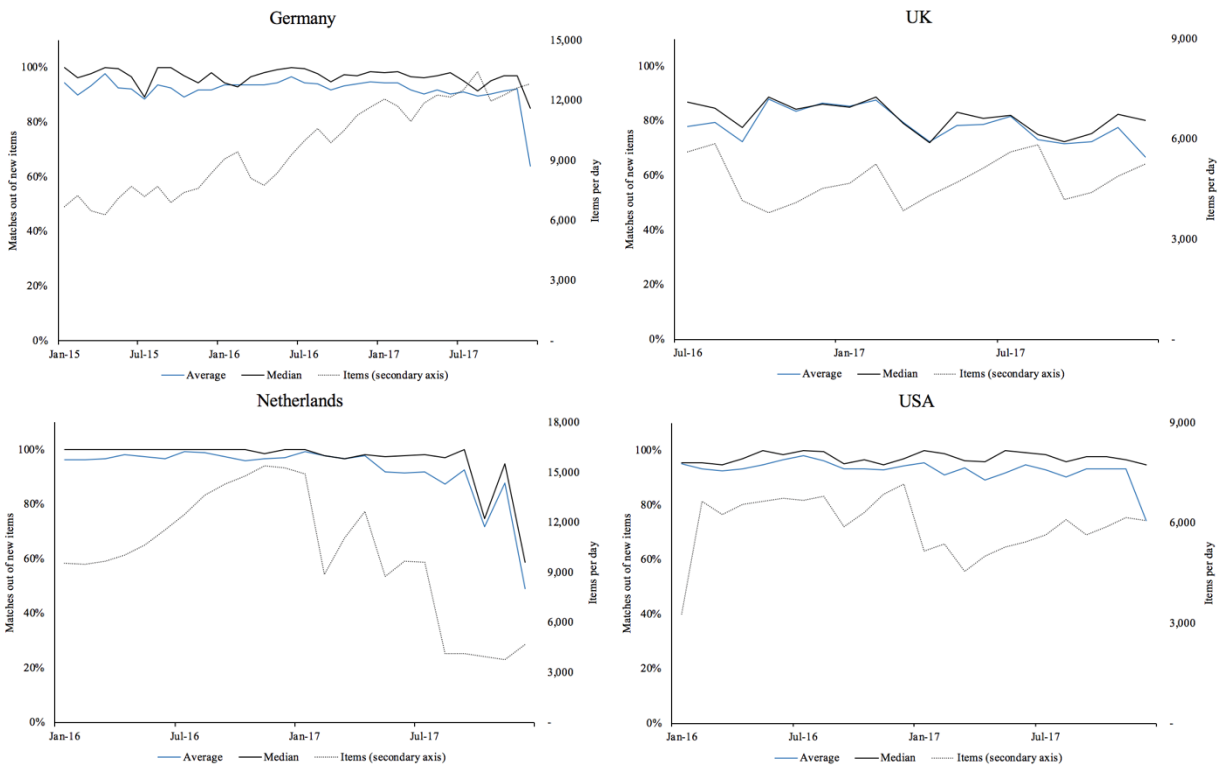 Germany
15,000
12,000
9,000
6,000
3,000
-
100%
80%
60%
40%
20%
0%
Matches out of new items
Items per day
Jan-15 Jul-15 Jan-16 Jul-16 Jan-17 Jul-17
Average Median Items (secondary axis)
UK
9,000
6,000
3,000
-
100%
80%
60%
40%
20%
0%
Matches out of new items
Items per day
Jul-16 Jan-17 Jul-17
Average Median Items (secondary axis)
Netherlands
18,000
15,000
12,000
9,000
6,000
3,000
-
100%
80%
60%
40%
20%
0%
Matches out of new items
Items per day
Jan-16 Jul-16 Jan-17 Jul-17
Average Median Items (secondary axis)
USA
9,000
6,000
3,000
-
100%
80%
60%
40%
20%
0%
Matches out of new items
Items per day
Jan-16 Jul-16 Jan-17 Jul-17
Average Median Items (secondary axis)